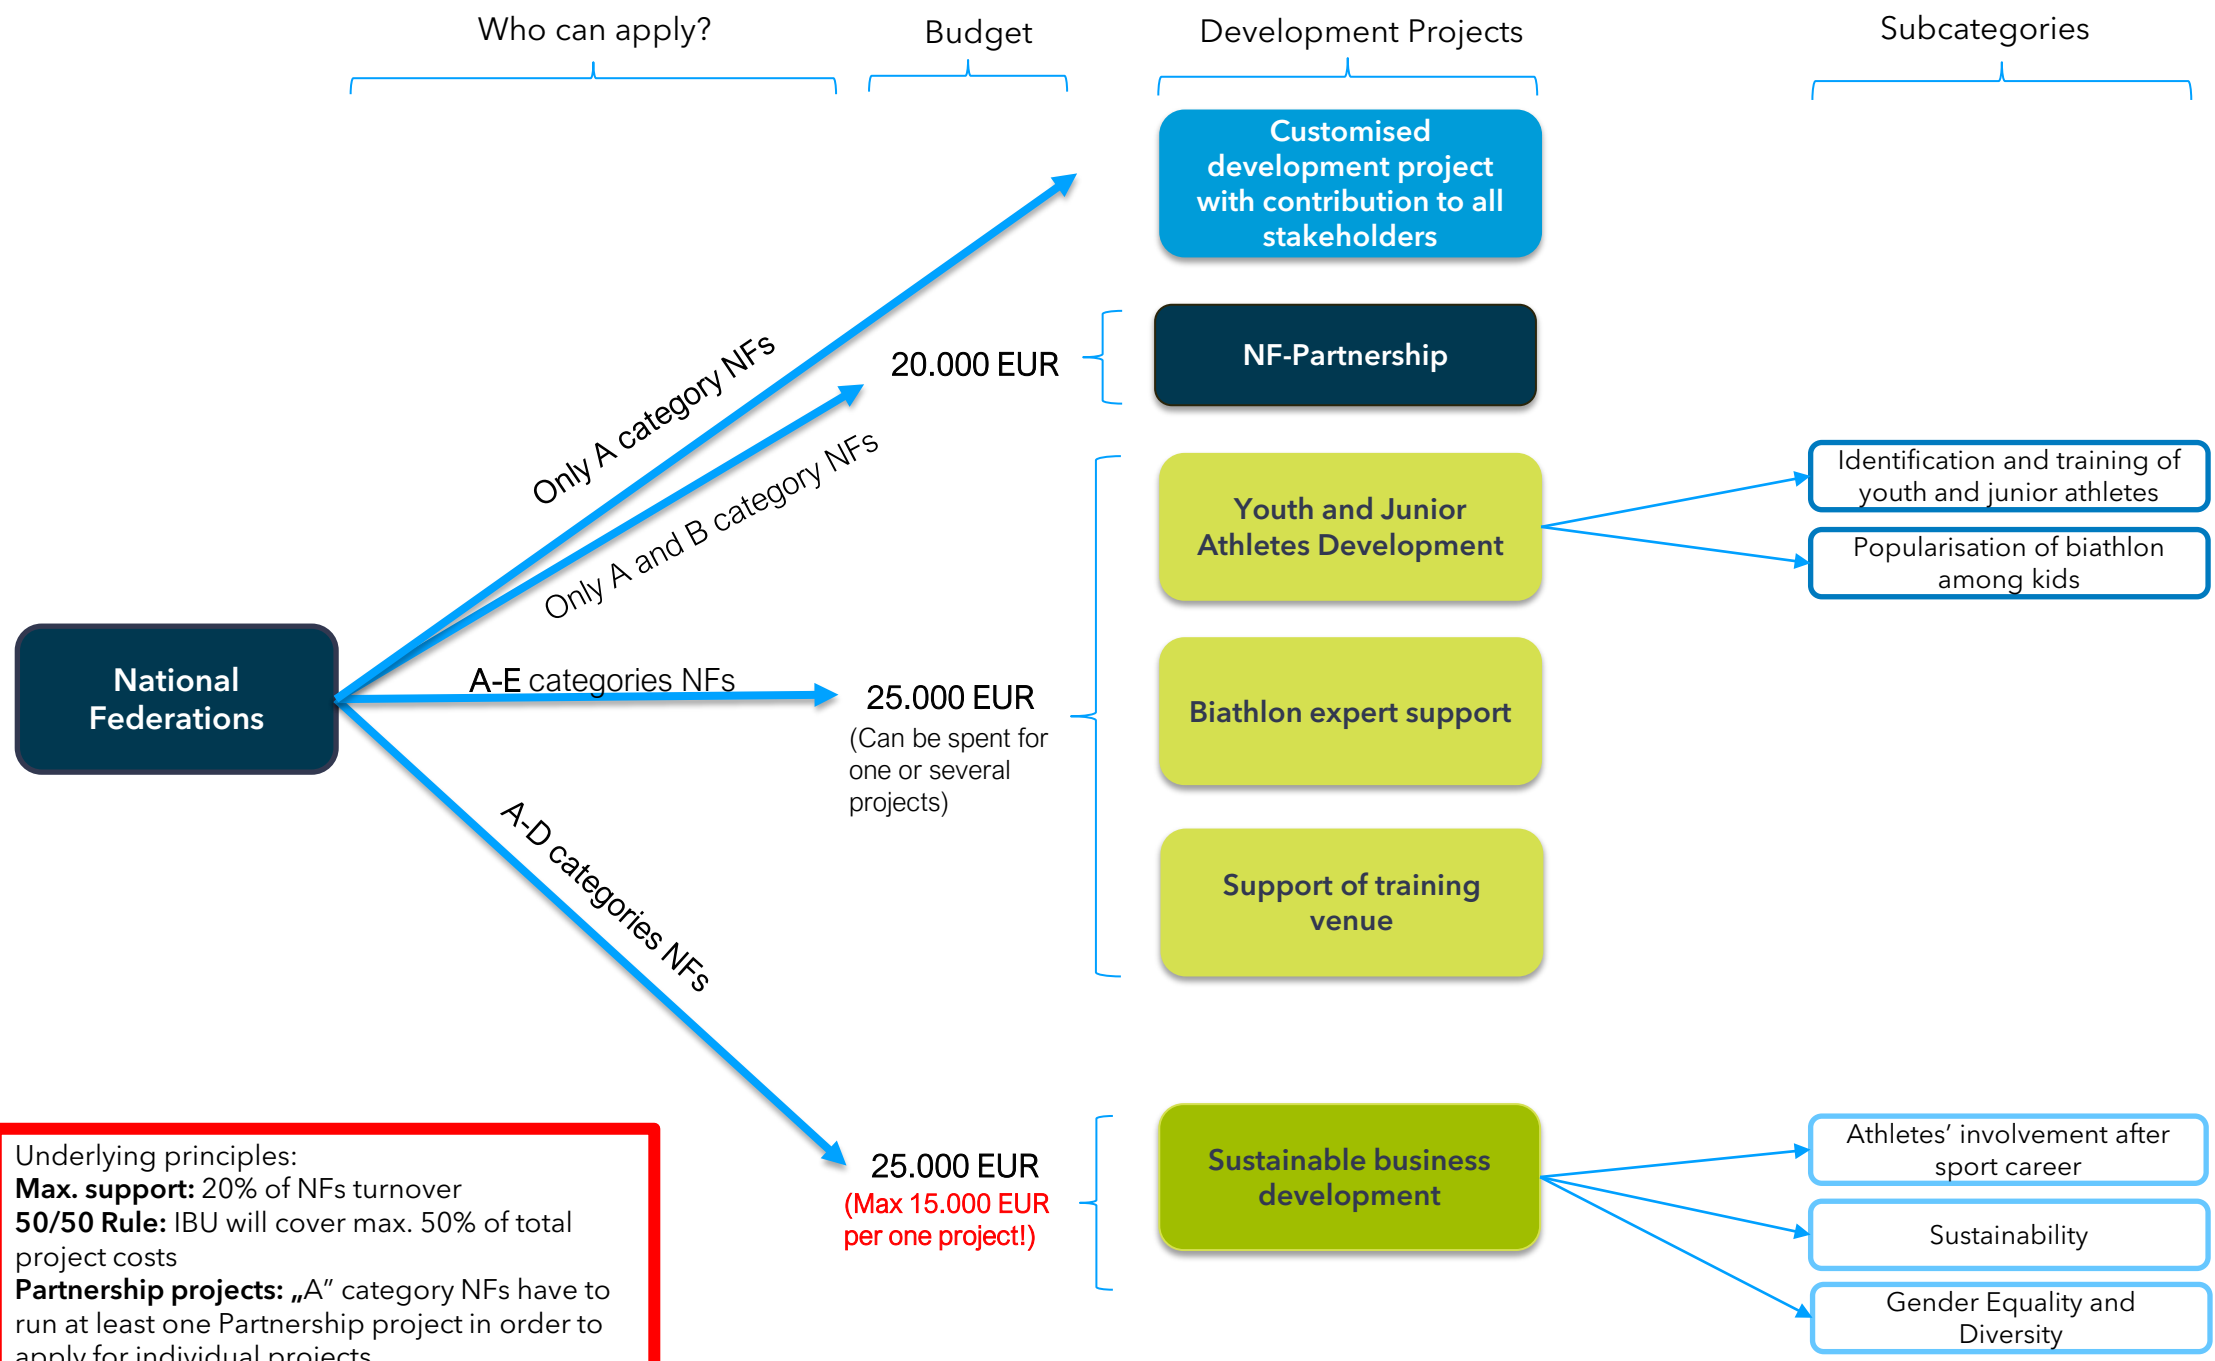 Who can apply?
Budget
Development Projects
Subcategories
Customised
development project
with contribution to all
stakeholders
Only A category NFs
20.000 EUR
NF-Partnership
Only A and B category NFs
Youth and Junior
Athletes Development
Identification and training of
youth and junior athletes
Popularisation of biathlon
among kids
National
Federations
A-E categories NFs
25.000 EUR
(Can be spent for
one or several
projects)
Biathlon expert support
Support of training
venue
A-D categories NFs
25.000 EUR
(Max 15.000 EUR
per one project!)
Sustainable business
development
Athletes’ involvement after
sport career
Sustainability
Gender Equality and
Diversity
Underlying principles:
Max. support: 20% of NFs turnover
50/50 Rule: IBU will cover max. 50% of total
project costs
Partnership projects: „A” category NFs have to
run at least one Partnership project in order to
apply for individual projects